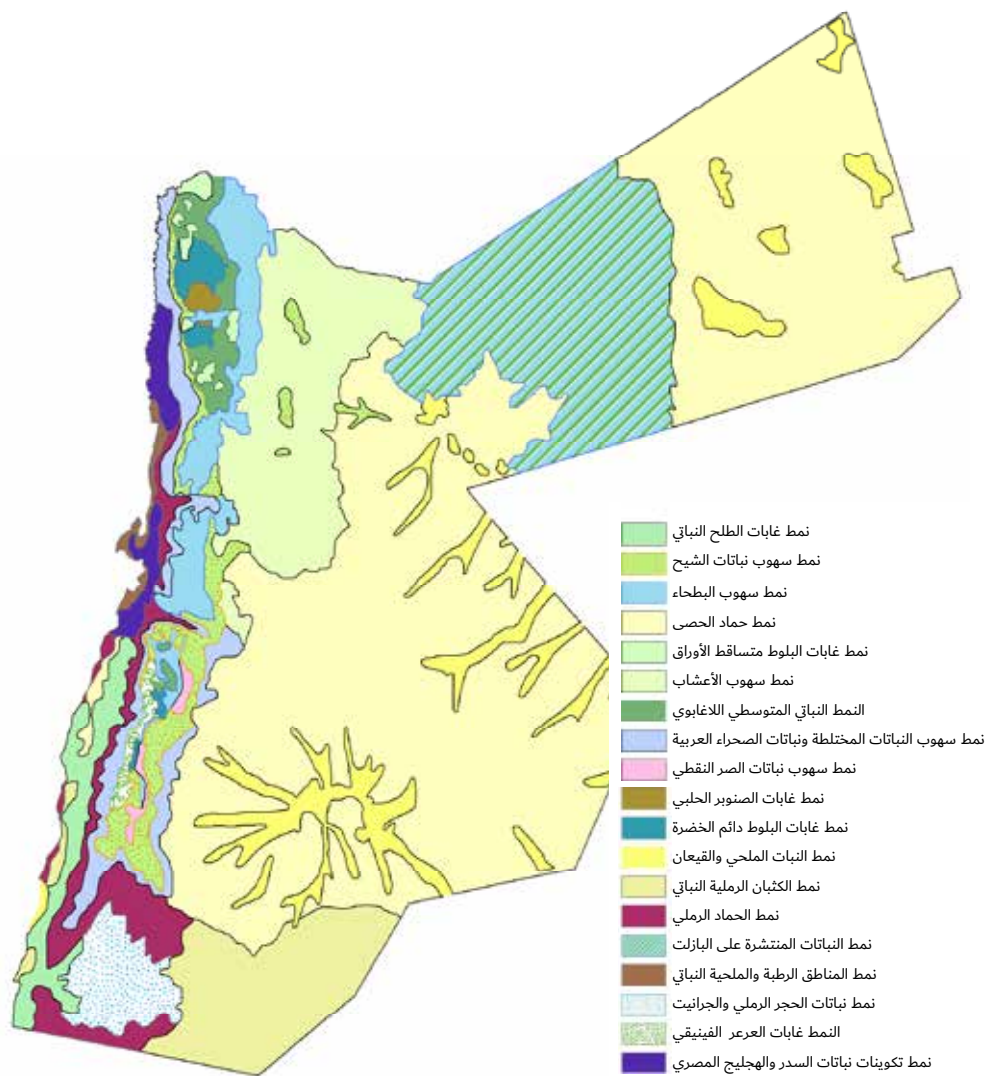 نمط غابات الطلح النباتي
نمط سهوب نباتات الشيح
نمط سهوب البطحاء
نمط حماد الحصى
نمط غابات البلوط متساقط الأوراق
نمط سهوب الأعشاب
النمط النباتي المتوسطي اللاغابوي
نمط سهوب النباتات المختلطة ونباتات الصحراء العربية
نمط سهوب نباتات الصر النقطي
نمط غابات الصنوبر الحلبي
نمط غابات البلوط دائم الخضرة
نمط النبات الملحي والقيعان
نمط الكثبان الرملية النباتي
نمط الحماد الرملي
نمط النباتات المنتشرة على البازلت
نمط المناطق الرطبة والملحية النباتي
نمط نباتات الحجر الرملي والجرانيت
النمط غابات العرعر الفينيقي
نمط تكوينات نباتات السدر والهجليج المصري